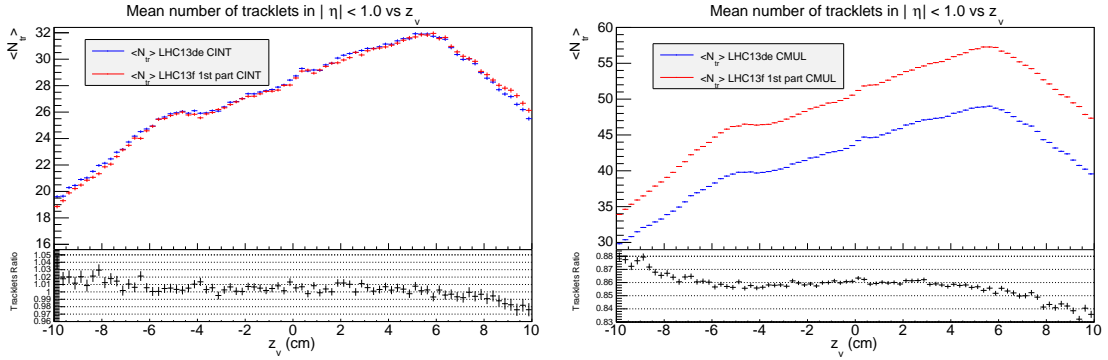 Mean number of tracklets in | η| < 1.0 vs z_v
<N_tr>
<N_tr> LHC13de CINT
<N_tr> LHC13f 1st part CINT
32
30
28
26
24
22
20
18
16
Tracklets Ratio
1.05
1.04
1.03
1.02
1.01
1
0.99
0.98
0.97
0.96
-10 -8 -6 -4 -2 0 2 4 6 8 10
z_v (cm)
Mean number of tracklets in | η| < 1.0 vs z_v
<N_tr>
<N_tr> LHC13de CMUL
<N_tr> LHC13f 1st part CMUL
60
55
50
45
40
35
30
Tracklets Ratio
0.88
0.87
0.86
0.85
0.84
0.83
-10 -8 -6 -4 -2 0 2 4 6 8 10
z_v (cm)